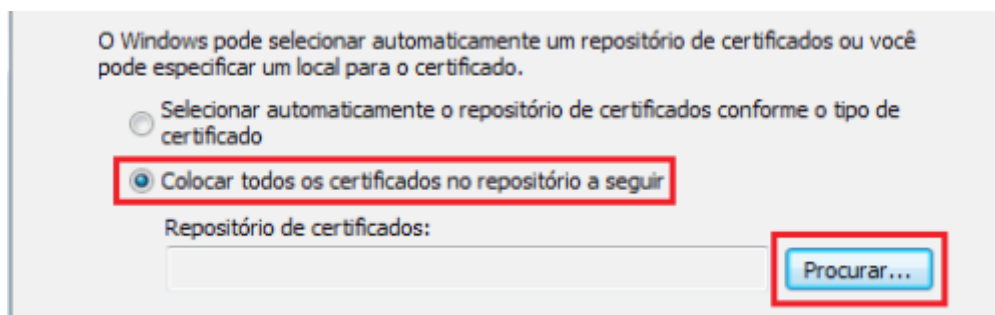 O Windows pode selecionar automaticamente um repositório de certificados ou você
pode especificar um local para o certificado.
Selecionar automaticamente o repositório de certificados conforme o tipo de
certificado
Colocar todos os certificados no repositório a seguir
Repositório de certificados:
Procurar...